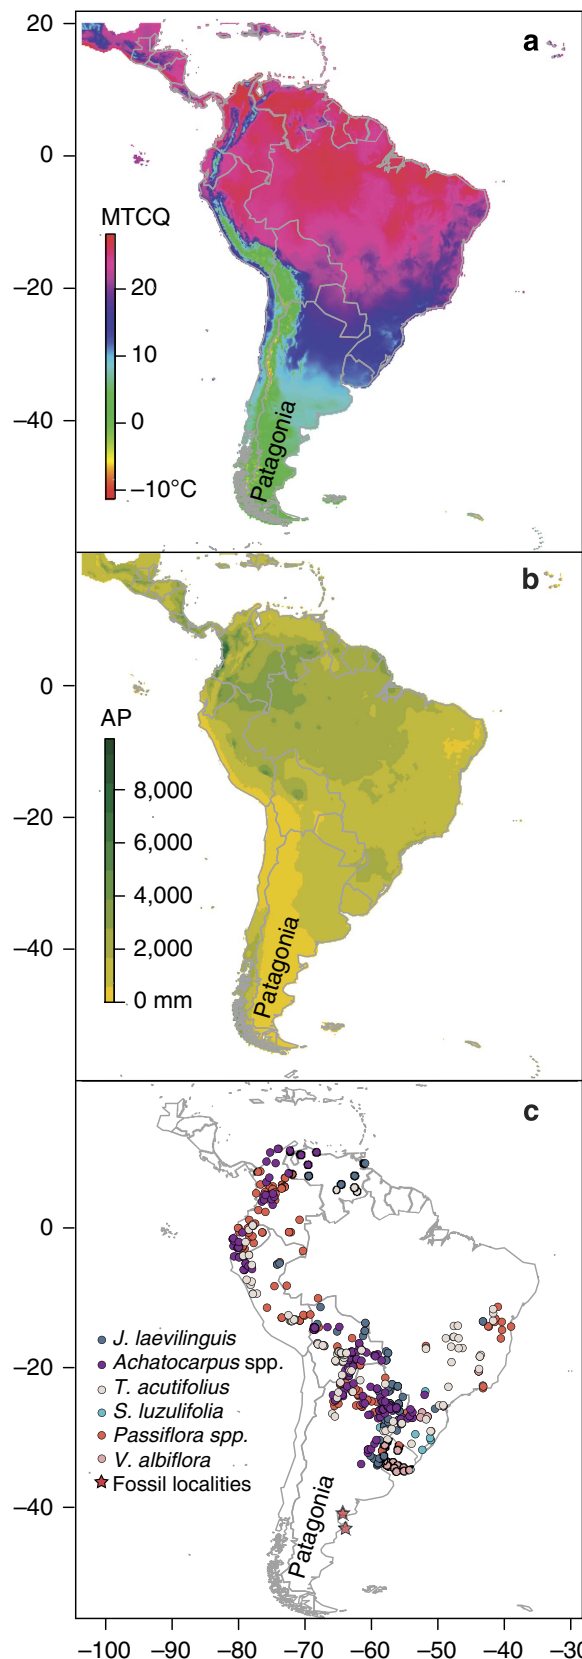 20
a
0
MTCQ
20
–20
10
0
–40
–10°C
Patagonia
b
0
AP
8,000
–20
6,000
4,000
2,000
–40
0 mm
Patagonia
c
0
J. laevilinguis
–20
Achatocarpus spp.
T. acutifolius
S. luzulifolia
Passiflora spp.
V. albiflora
Fossil localities
–40
Patagonia
–100 –90 –80 –70 –60 –50 –40 –30